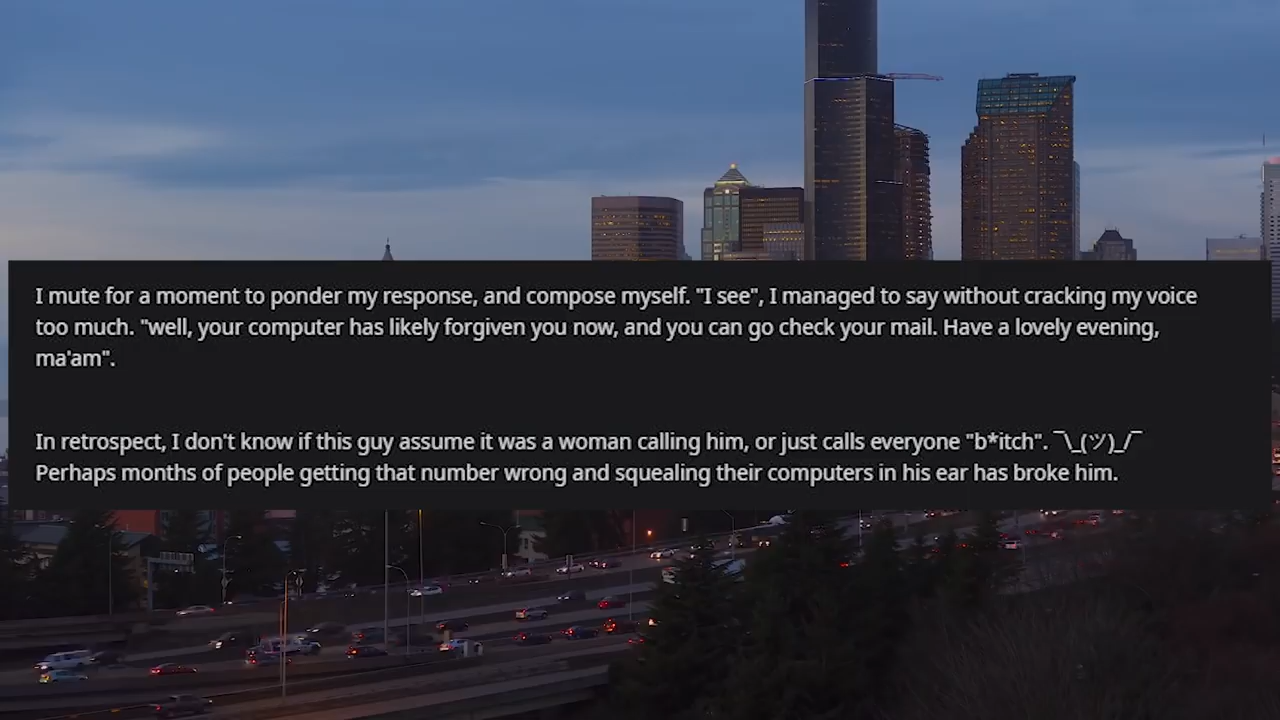 I mute for a moment to ponder my response, and compose myself. "I see", I managed to say without cracking my voice
too much. "well, your computer has likely forgiven you now, and you can go check your mail. Have a lovely evening,
ma'am".
In retrospect, I don't know if this guy assume it was a woman calling him, or just calls everyone "b*itch". ¯\_(ツ)_/¯
Perhaps months of people getting that number wrong and squealing their computers in his ear has broke him.